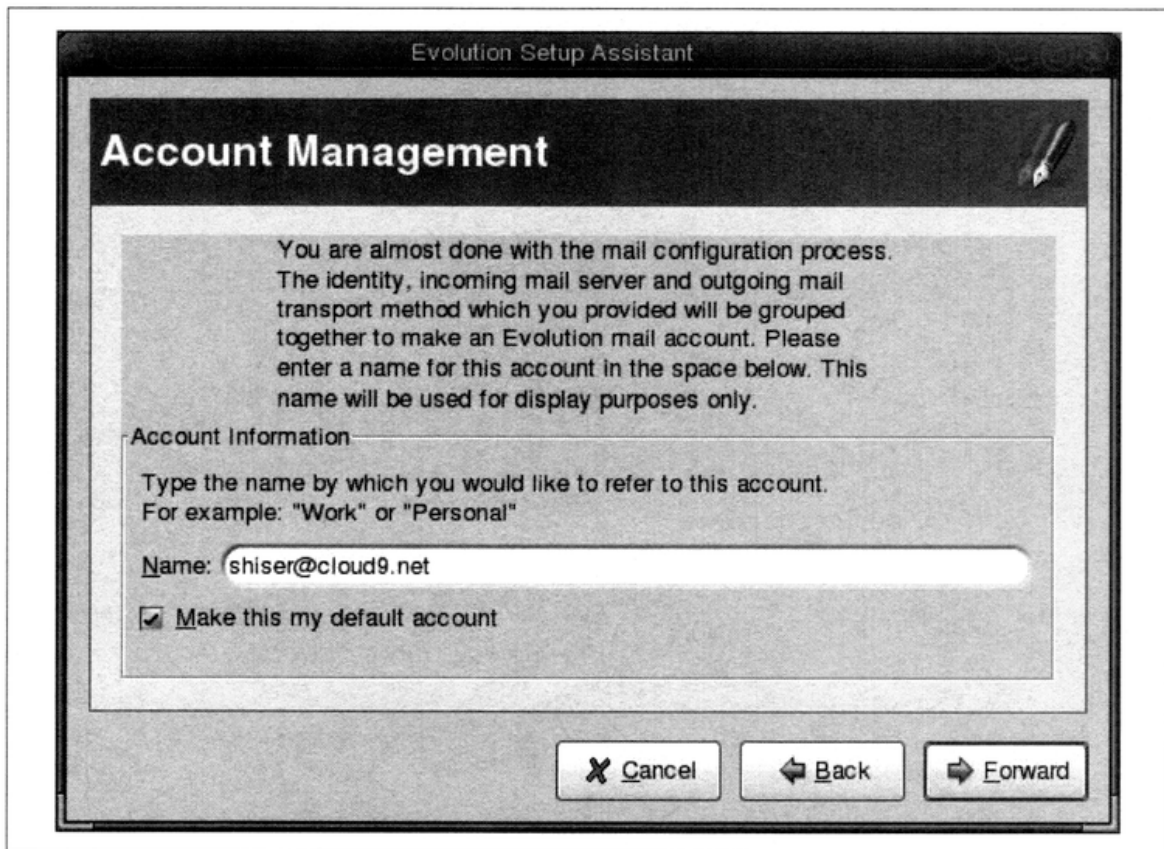 Evolution Setup Assistant
Account Management
You are almost done with the mail configuration process.
The identity, incoming mail server and outgoing mail
transport method which you provided will be grouped
together to make an Evolution mail account. Please
enter a name for this account in the space below. This
name will be used for display purposes only.
Account Information
Type the name by which you would like to refer to this account.
For example: "Work" or "Personal"
Name: shiser@cloud9.net
Make this my default account
Cancel Back Forward